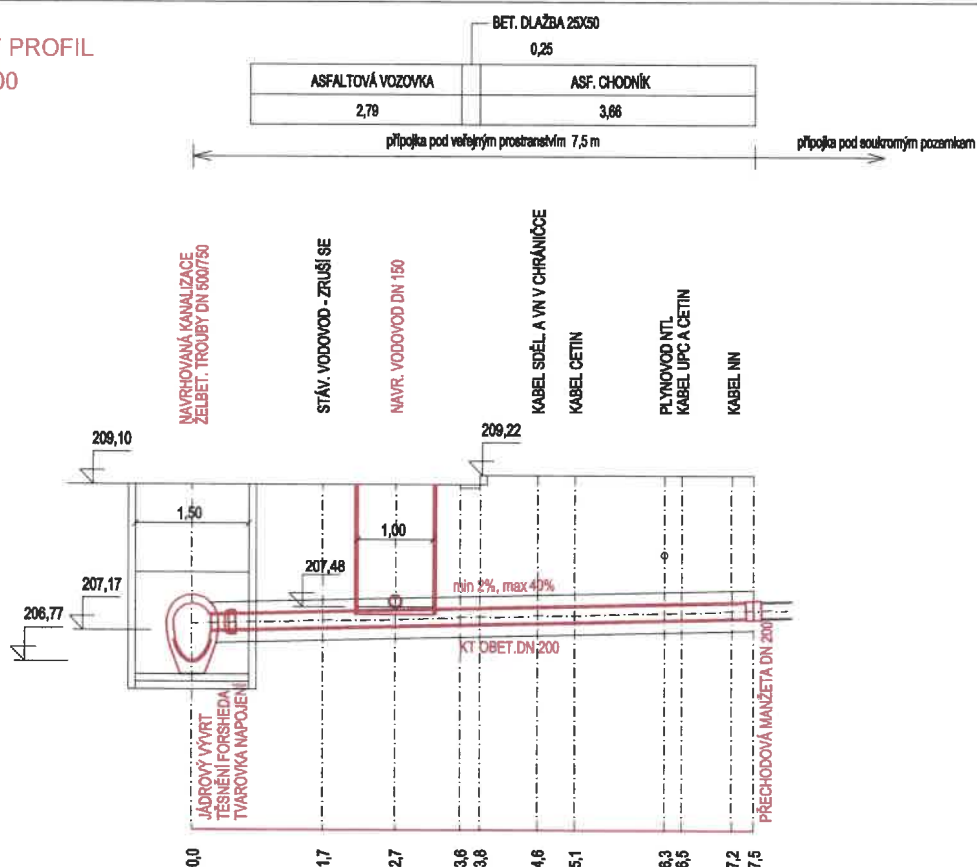 PROFIL
BET. DLAŽBA 25X50
0,25
ASFALTOVÁ VOZOVKA
ASF. CHODNÍK
2,79
3,66
přípojka pod veřejným prostranstvím 7,5 m
přípojka pod soukromým pozemkem
NAVRHOVANÁ KANALIZACE
ŽELBET. TROUBY DN 500/750
STÁV. VODOVOD - ZRUŠÍ SE
NAVR. VODOVOD DN 150
KABEL SDĚL. A VN V CHRÁNIČCE
KABEL CETIN
PLYNOVOD NTL
KABEL UPC A CETIN
KABEL NN
209,10
209,22
1,50
1,00
207,48
207,17
206,77
min 2%, max 40%
KT OBET.DN 200
JÁDROVÝ VÝVRT
TĚSNĚNÍ FORSHEDA
TVAROVKA NAPOJENÍ
PŘECHODOVÁ MANŽETA DN 200
0,0
1,7
2,7
3,6
3,8
4,6
5,1
6,3
6,5
7,2
7,5